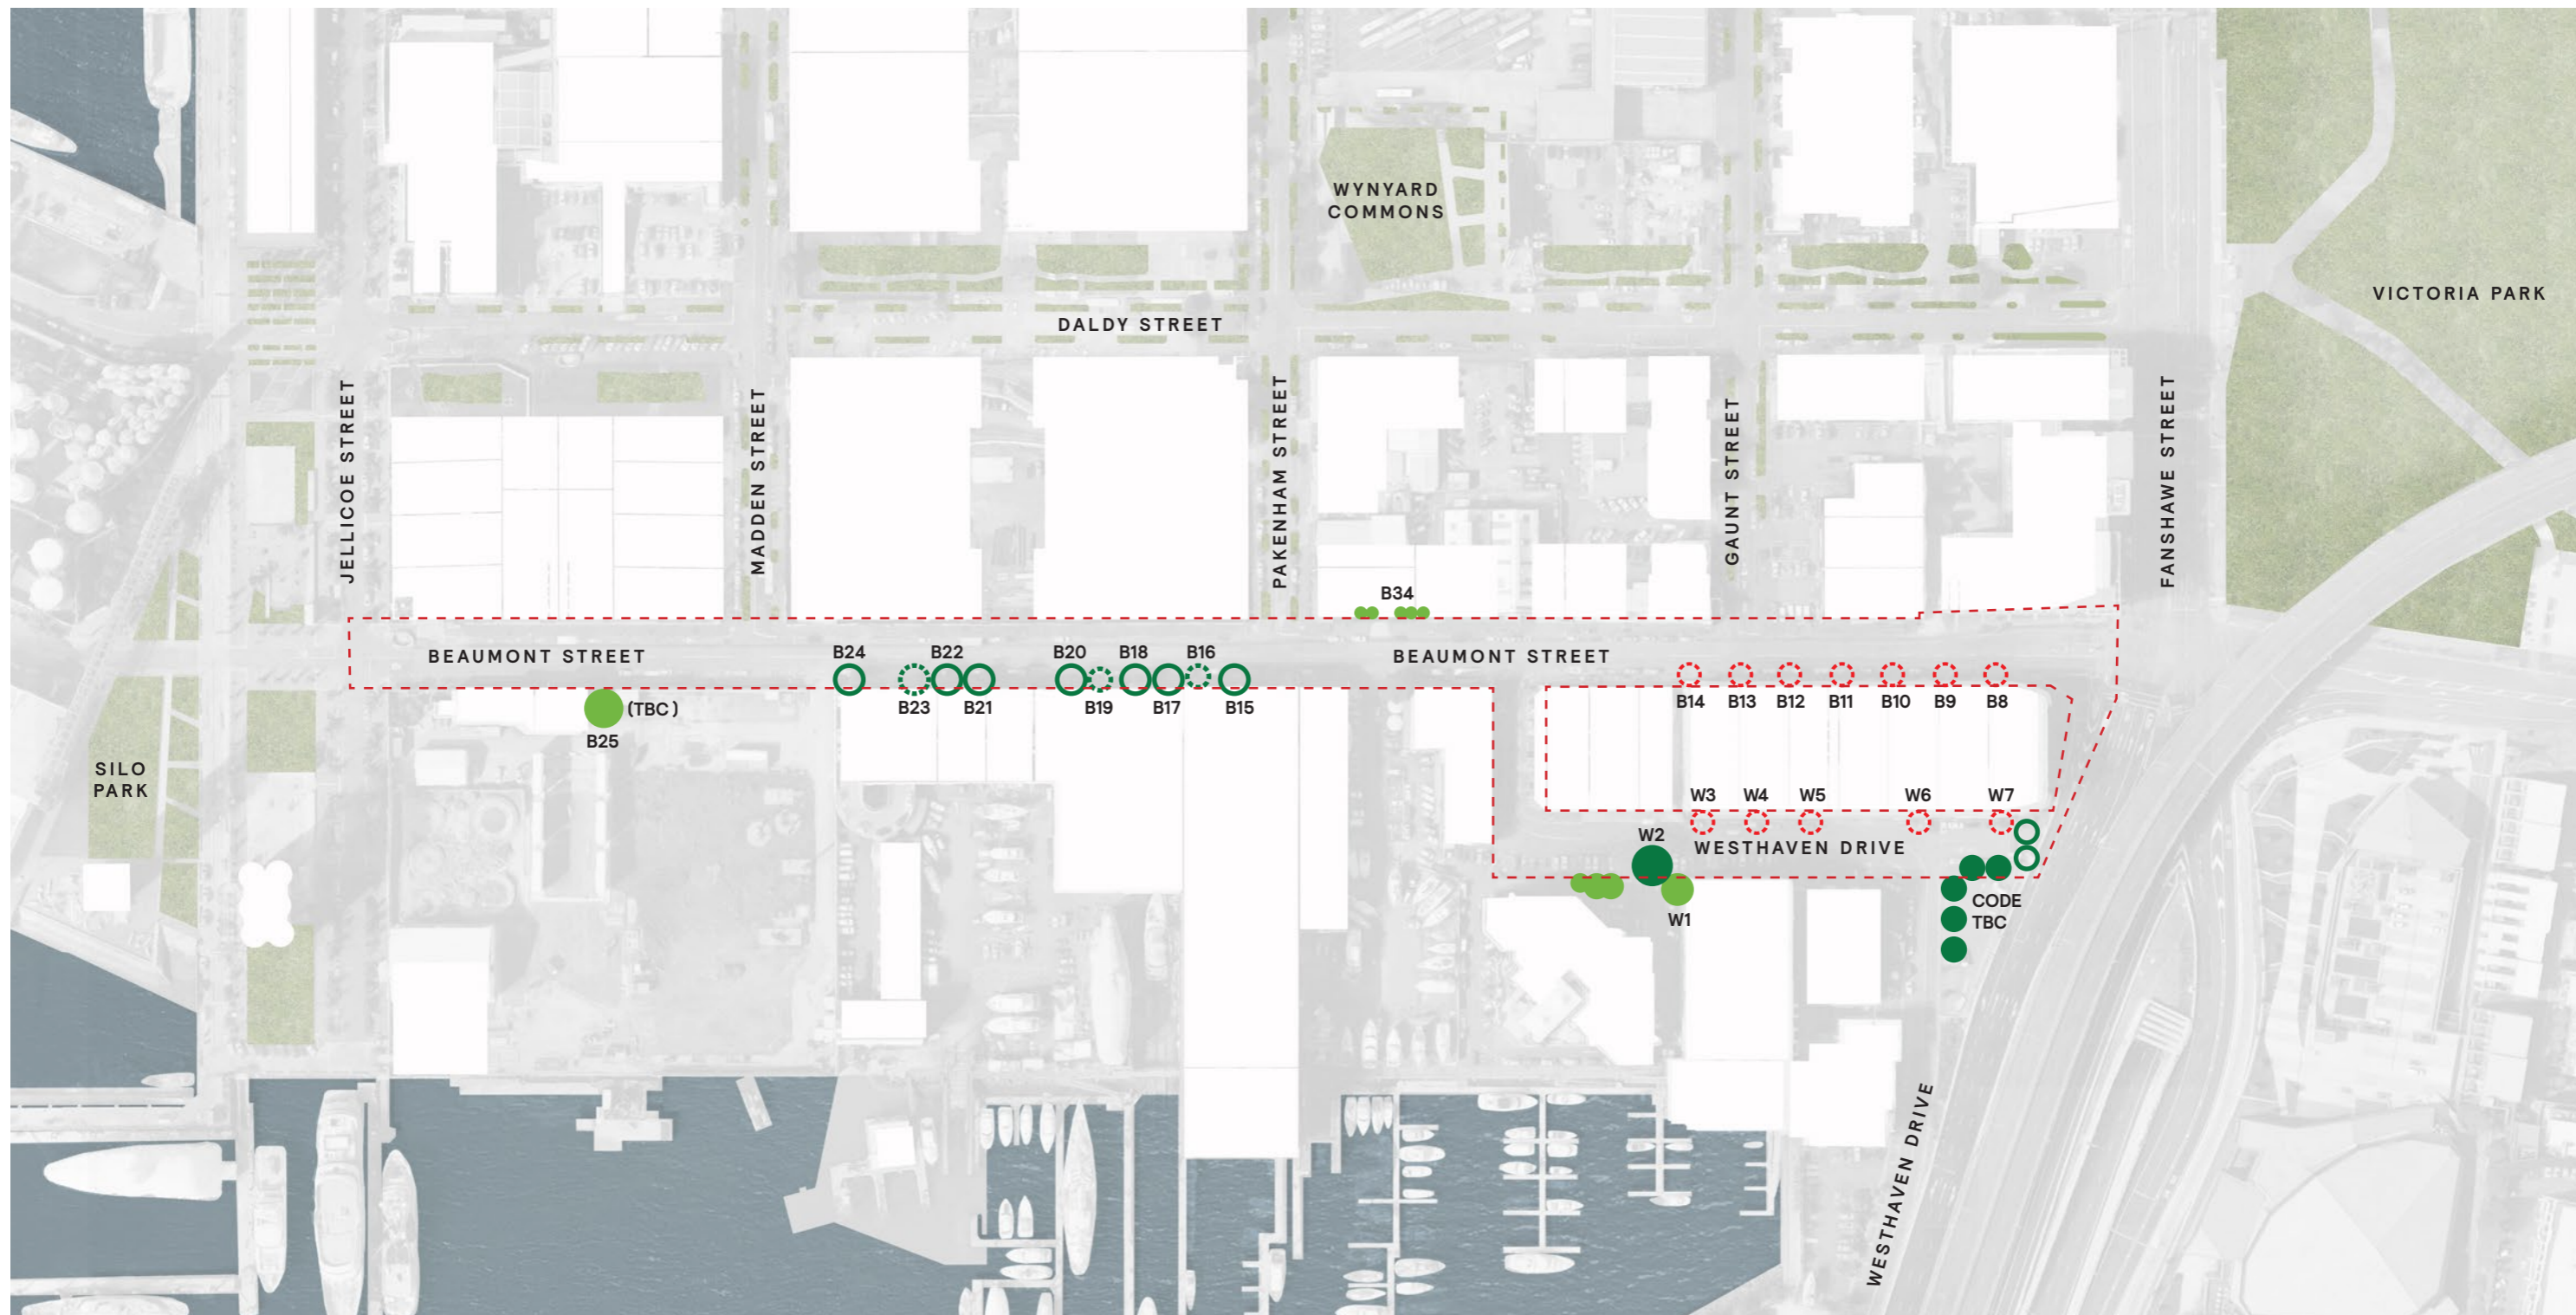 WYNYARD
COMMONS
VICTORIA PARK
DALDY STREET
JELLICOE STREET
MADDEN STREET
PAKENHAM STREET
GAUNT STREET
FANSHAWE STREET
B34
BEAUMONT STREET
B24
B22
B20
B18
B16
BEAUMONT STREET
B23
B21
B19
B17
B15
B14
B13
B12
B11
B10
B9
B8
(TBC)
B25
SILO
PARK
W3
W4
W5
W6
W7
W2
WESTHAVEN DRIVE
W1
CODE
TBC
WESTHAVEN DRIVE